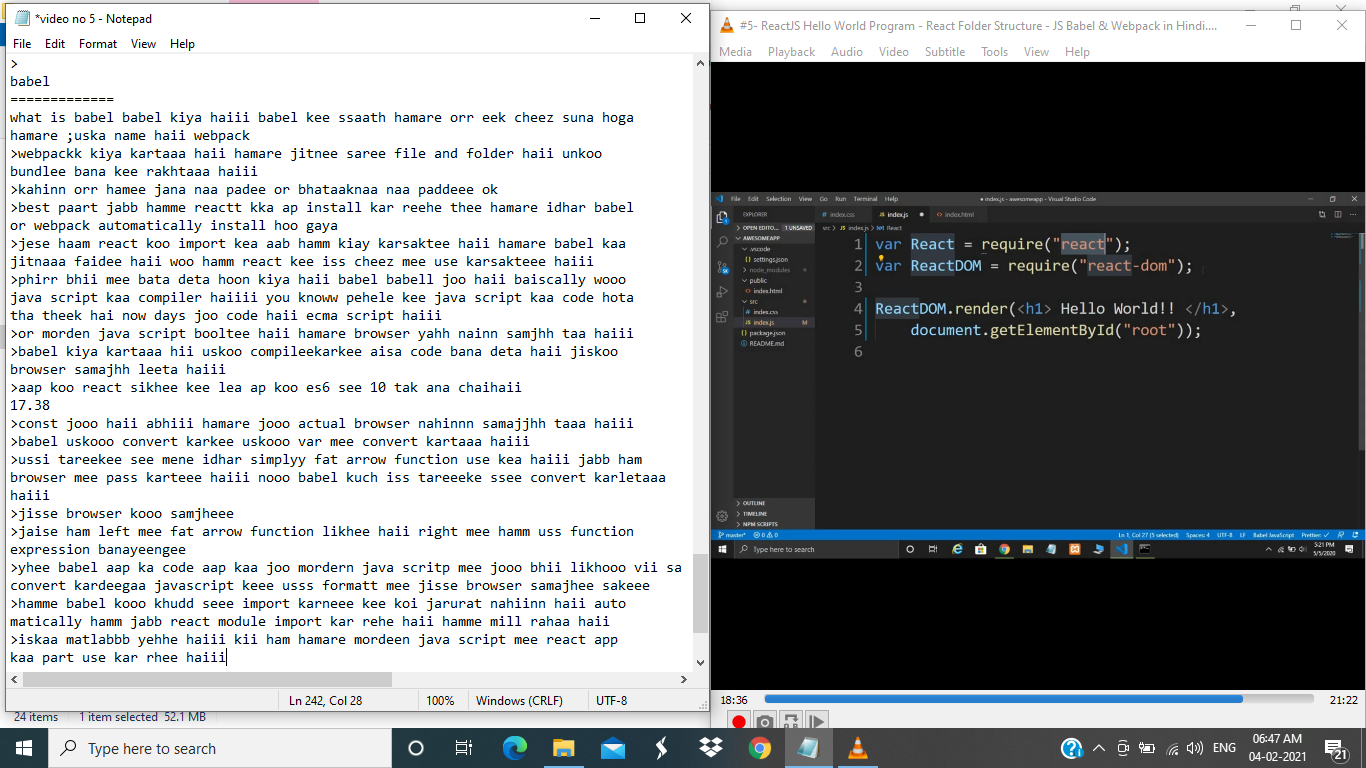 *video no 5 - Notepad
File Edit Format View Help
>
babel
=============
what is babel babel kiya haiii babel kee ssaath hamare orr eek cheez suna hoga
hamare ;uska name haii webpack
>webpackk kiya kartaaa haii hamare jitnee saree file and folder haii unkoo
bundlee bana kee rakhtaaa haiii
>kahinn orr hamee jana naa padee or bhataaknaa naa paddeee ok
>best paart jabb hamme reactt kka ap install kar reehe thee hamare idhar babel
or webpack automatically install hoo gaya
>jese haam react koo import kea aab hamm kiay karsaktee haii hamare babel kaa
jitnaaa faidee haii woo hamm react kee iss cheez mee use karsakteee haiii
>phirr bhii mee bata deta hoon kiya haii babel babell joo haii baiscally wooo
java script kaa compiler haiiii you knoww pehele kee java script kaa code hota
tha theek hai now days joo code haii ecma script haiii
>or morden java script booltee haii hamare browser yahh nainn samjhh taa haiii
>babel kiya kartaaa hii uskoo compileekarkee aisa code bana deta haii jiskoo
browser samajhh leeta haiii
>aap koo react sikhee kee lea ap koo es6 see 10 tak ana chaihaii
17.38
>const jooo haii abhiii hamare jooo actual browser nahinnn samajjhh taaa haiii
>babel uskooo convert karkee uskooo var mee convert kartaaa haiii
>ussi tareekee see mene idhar simplyy fat arrow function use kea haiii jabb ham
browser mee pass karteee haiii nooo babel kuch iss tareeeke ssee convert karletaaa
haiii
>jisse browser kooo samjheee
>jaise ham left mee fat arrow function likhee haii right mee hamm uss function
expression banayeengee
>yhee babel aap ka code aap kaa joo mordern java scritp mee jooo bhii likhooo vii sa
convert kardeegaa javascript keee usss formatt mee jisse browser samajhee sakeee
>hamme babel kooo khudd seee import karneee kee koi jarurat nahiinn haii auto
matically hamm jabb react module import kar rehe haii hamme mill rahaa haii
>iskaa matlabbb yehhe haiii kii ham hamare mordeen java script mee react app
kaa part use kar rhee haiii
Ln 242, Col 28 100% Windows (CRLF) UTF-8
24 items 1 item selected 52.1 MB
#5- ReactJS Hello World Program - React Folder Structure - JS Babel & Webpack in Hindi....
Media Playback Audio Video Subtitle Tools View Help
File Edit Selection View Go Run Terminal Help
● index.js - awesomeapp - Visual Studio Code
EXPLORER
OPEN EDITO... 1 UNSAVED
AWESOMEAPP
.vscode
settings.json
node_modules
public
index.html
src
index.css
index.js M
package.json
README.md
OUTLINE
TIMELINE
NPM SCRIPTS
index.css index.js index.html
src > index.js > React
1 var React = require("react");
2 var ReactDOM = require("react-dom");
3
4 ReactDOM.render(<h1> Hello World!! </h1>,
5 document.getElementById("root"));
6
master* 0 0 Ln 1, Col 27 (5 selected) Spaces: 4 UTF-8 LF Babel JavaScript Prettier: ✓
Type here to search
5:21 PM
5/5/2020
18:36 21:22
Type here to search
ENG
06:47 AM
04-02-2021
21